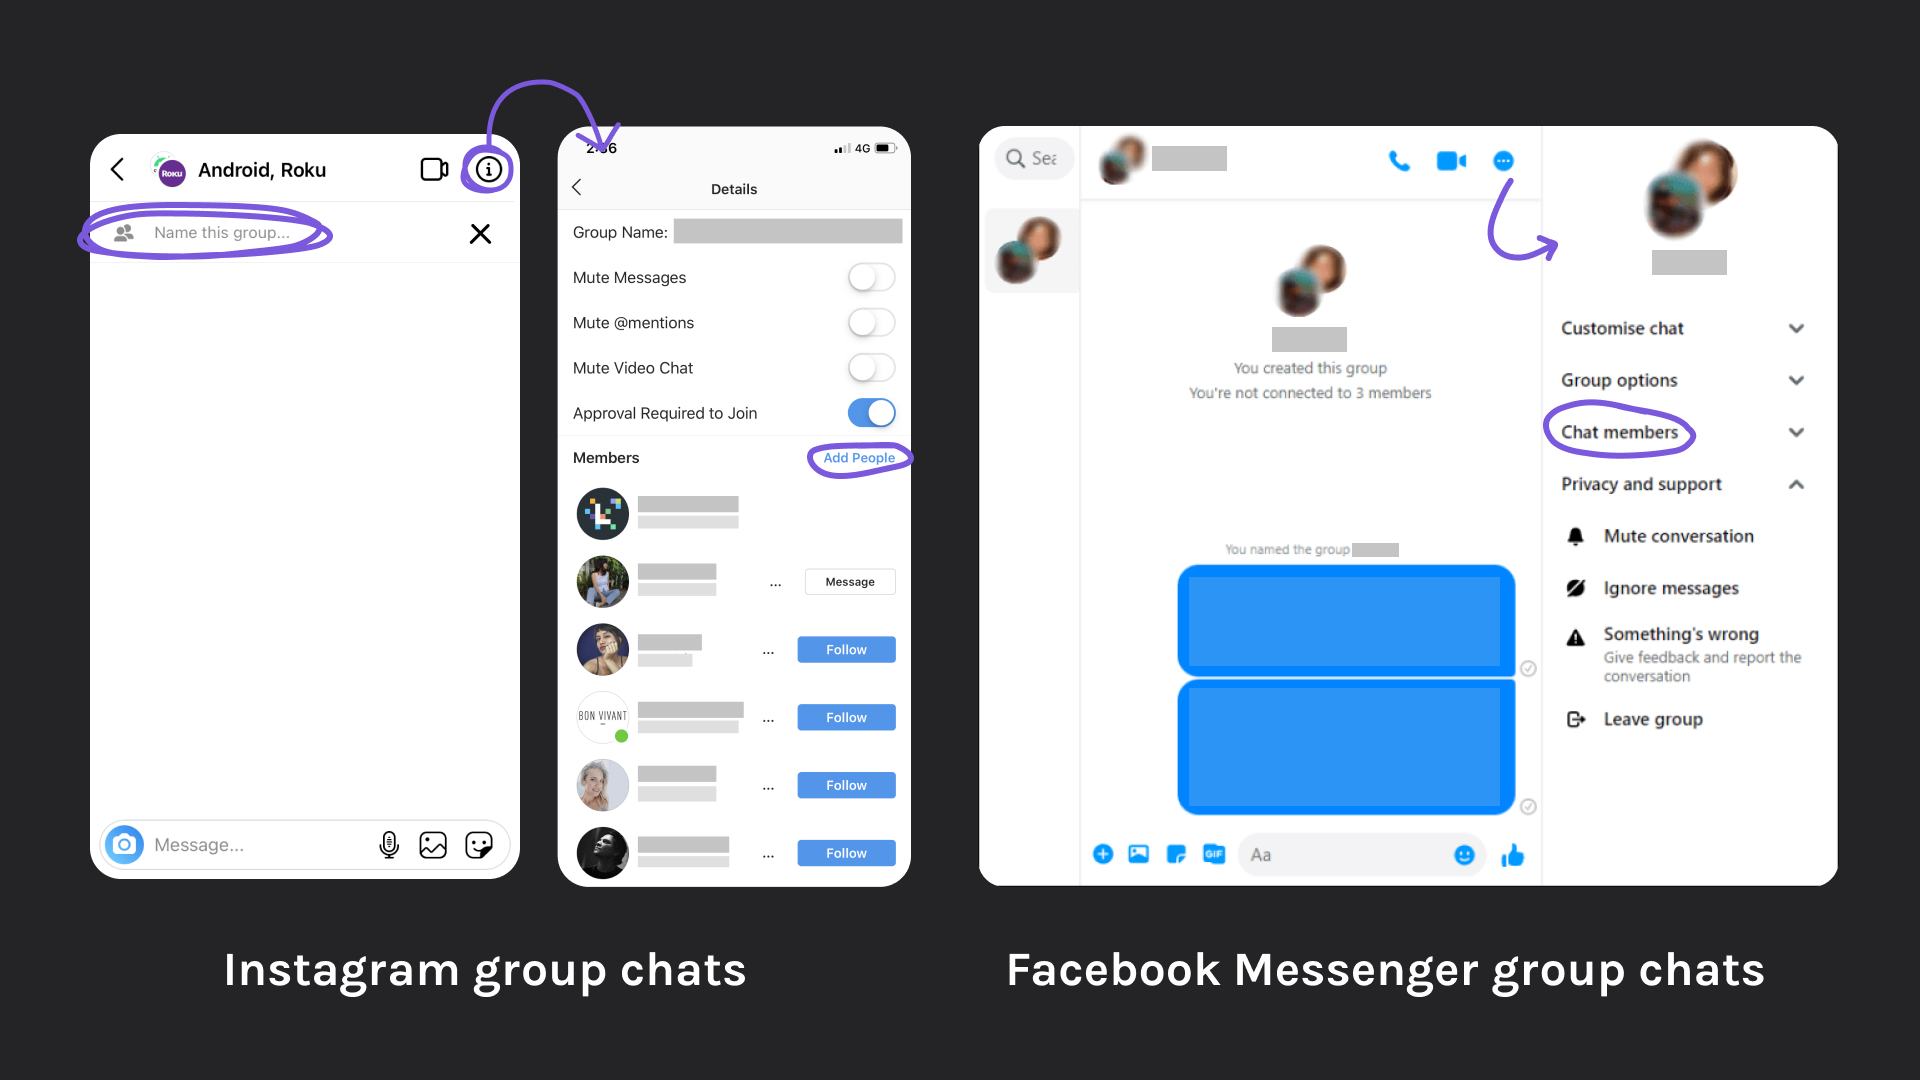 Android, Roku
Roku
Name this group...
Message...
2:36
4G
Details
Group Name:
Mute Messages
Mute @mentions
Mute Video Chat
Approval Required to Join
Members
Add People
... Message
... Follow
BON VIVANT
... Follow
... Follow
... Follow
Instagram group chats
Sea
You created this group
You're not connected to 3 members
You named the group
GIF
Aa
Customise chat
Group options
Chat members
Privacy and support
Mute conversation
Ignore messages
Something's wrong
Give feedback and report the
conversation
Leave group
Facebook Messenger group chats